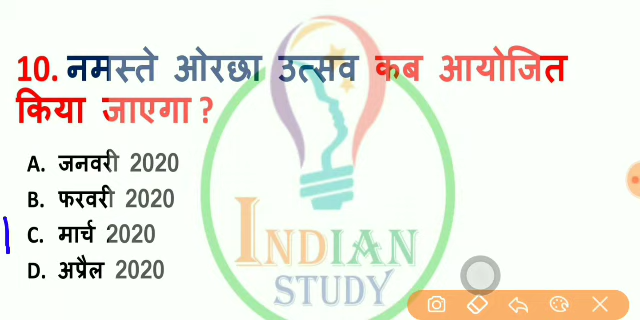 10. नमस्ते ओरछा उत्सव कब आयोजित
किया जाएगा ?
A. जनवरी 2020
B. फरवरी 2020
C. मार्च 2020
D. अप्रैल 2020
INDIAN
STUDY